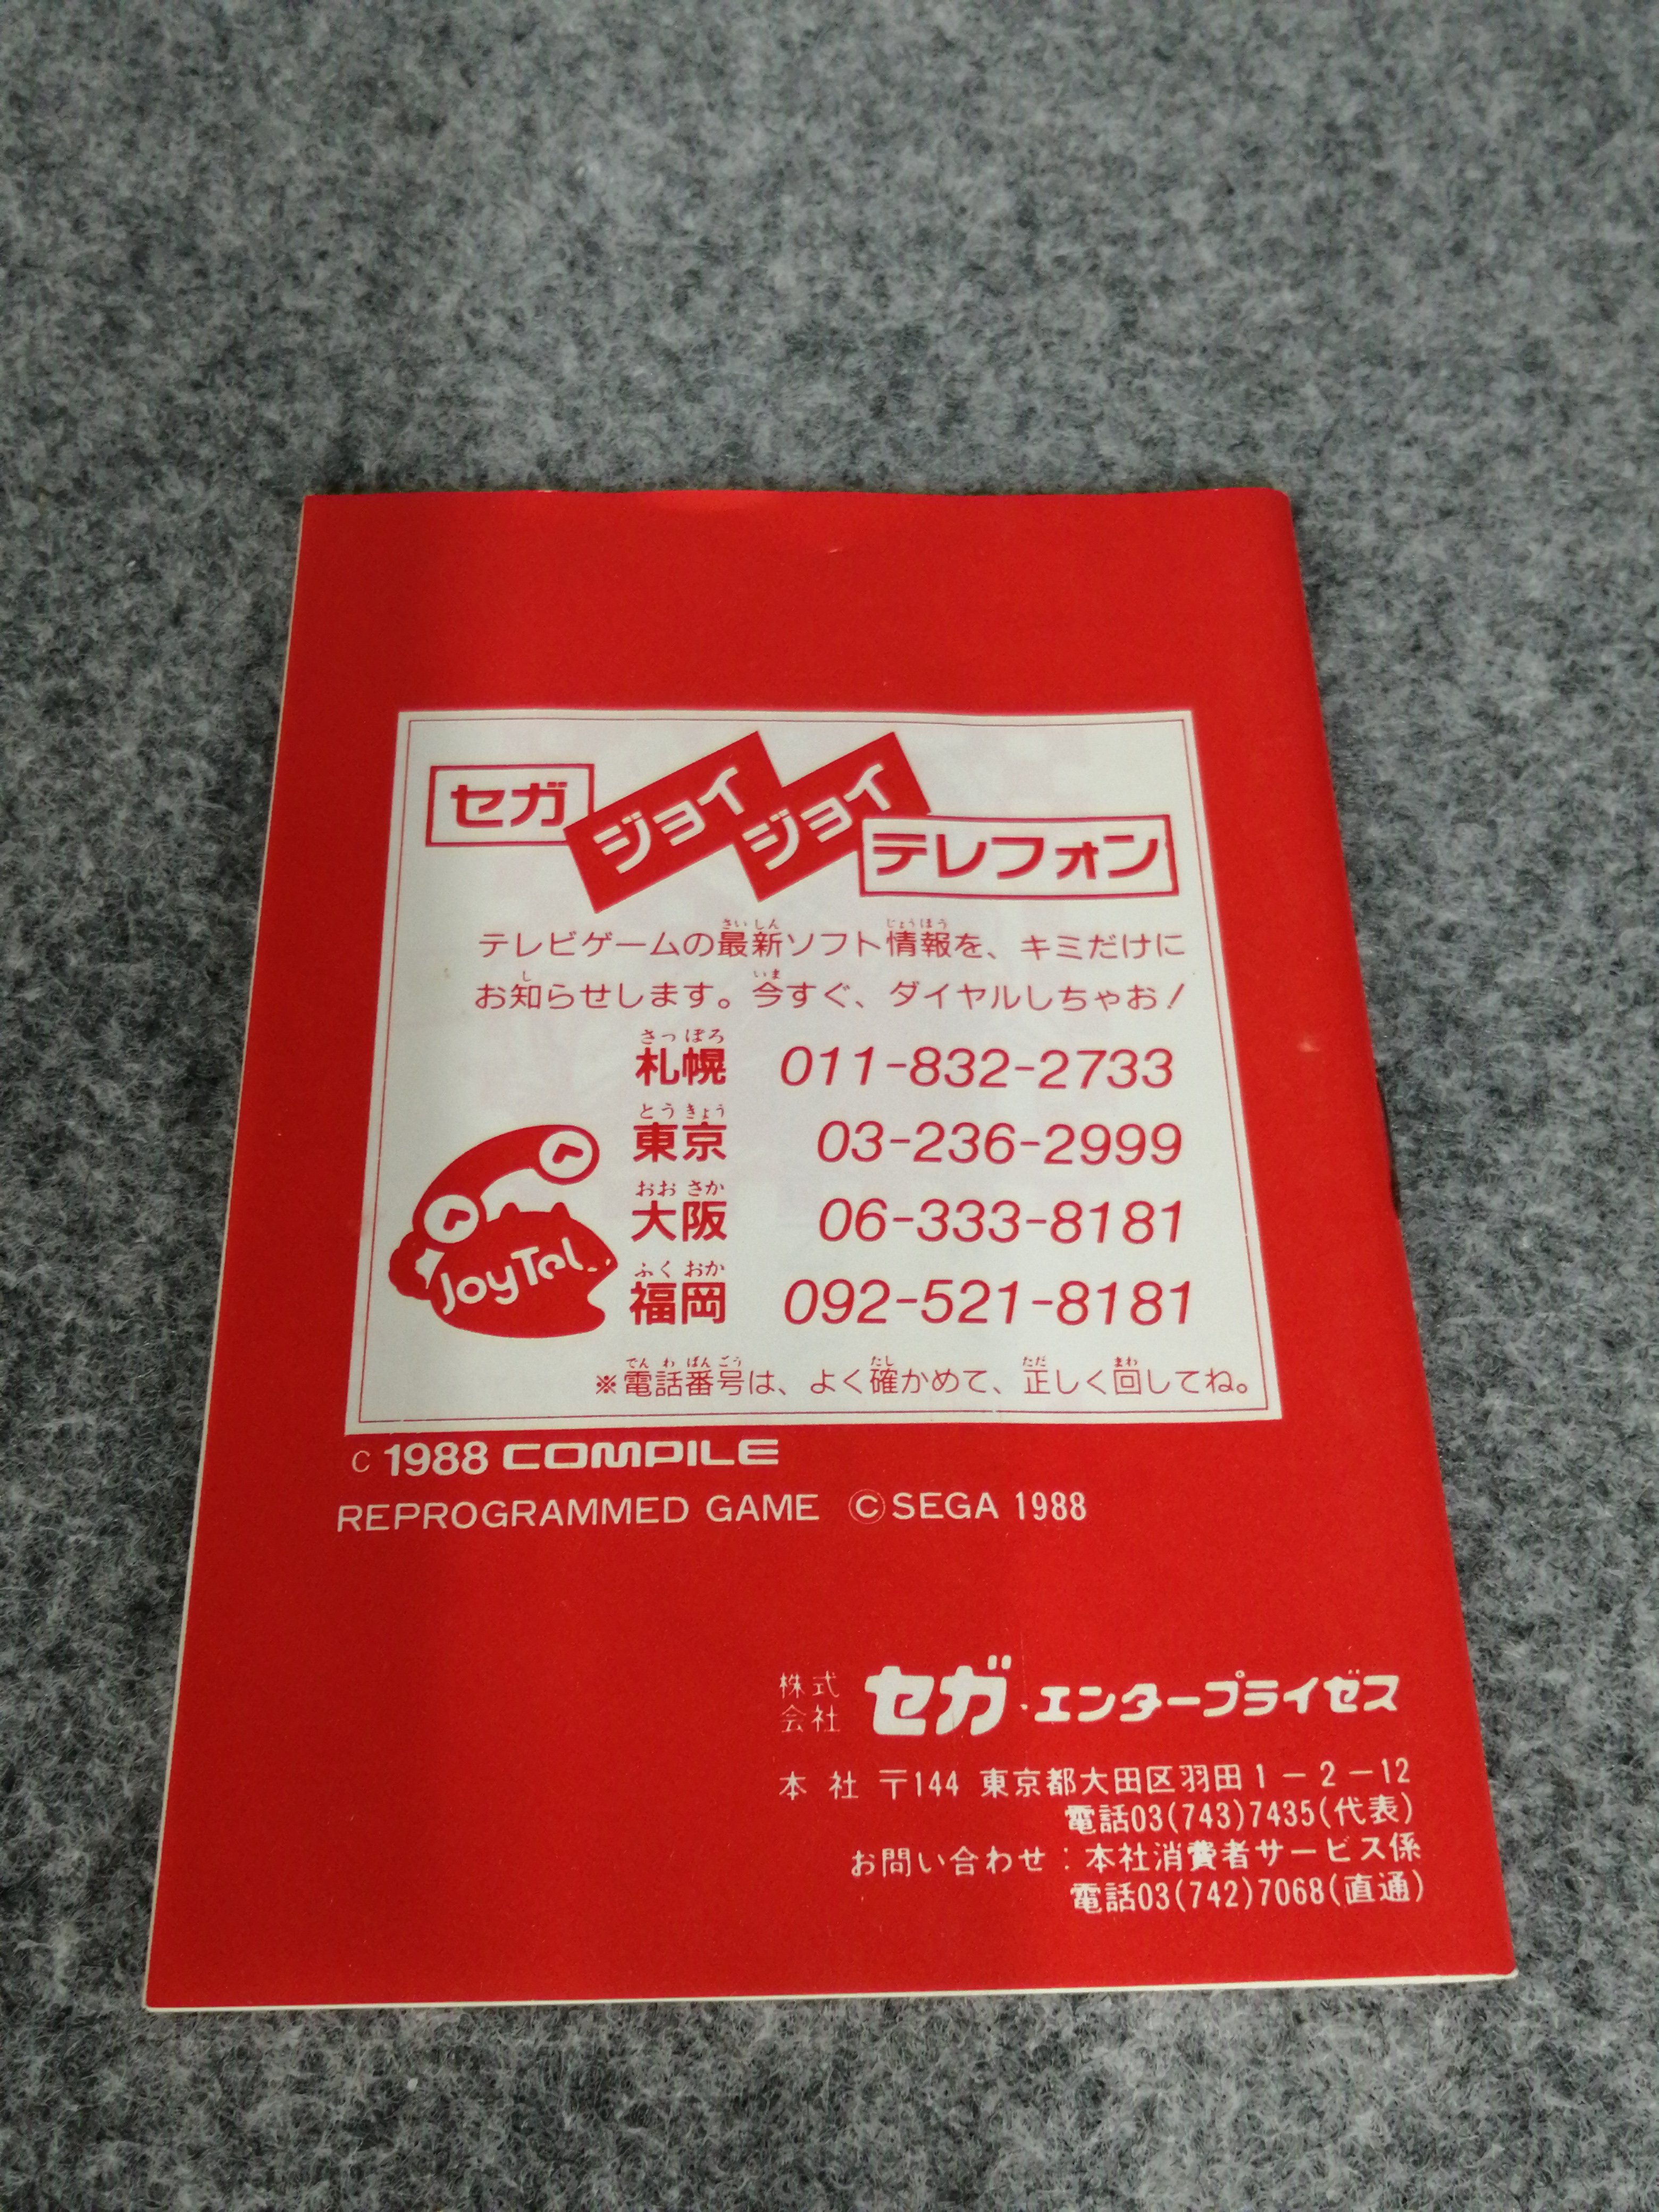 セガ ジョイ ジョイ テレフォン
テレビゲームの最新ソフト情報を、キミだけに
お知らせします。今すぐ、ダイヤルしちゃお!
札幌 011-832-2733
東京 03-236-2999
大阪 06-333-8181
福岡 092-521-8181
JoyTel
※電話番号は、よく確かめて、正しく回してね。
C 1988 COMPILE
REPROGRAMMED GAME ©SEGA 1988
株式会社 セガ・エンタープライゼス
本社 〒144 東京都大田区羽田1-2-12
電話03(743)7435(代表)
お問い合わせ:本社消費者サービス係
電話03(742)7068(直通)